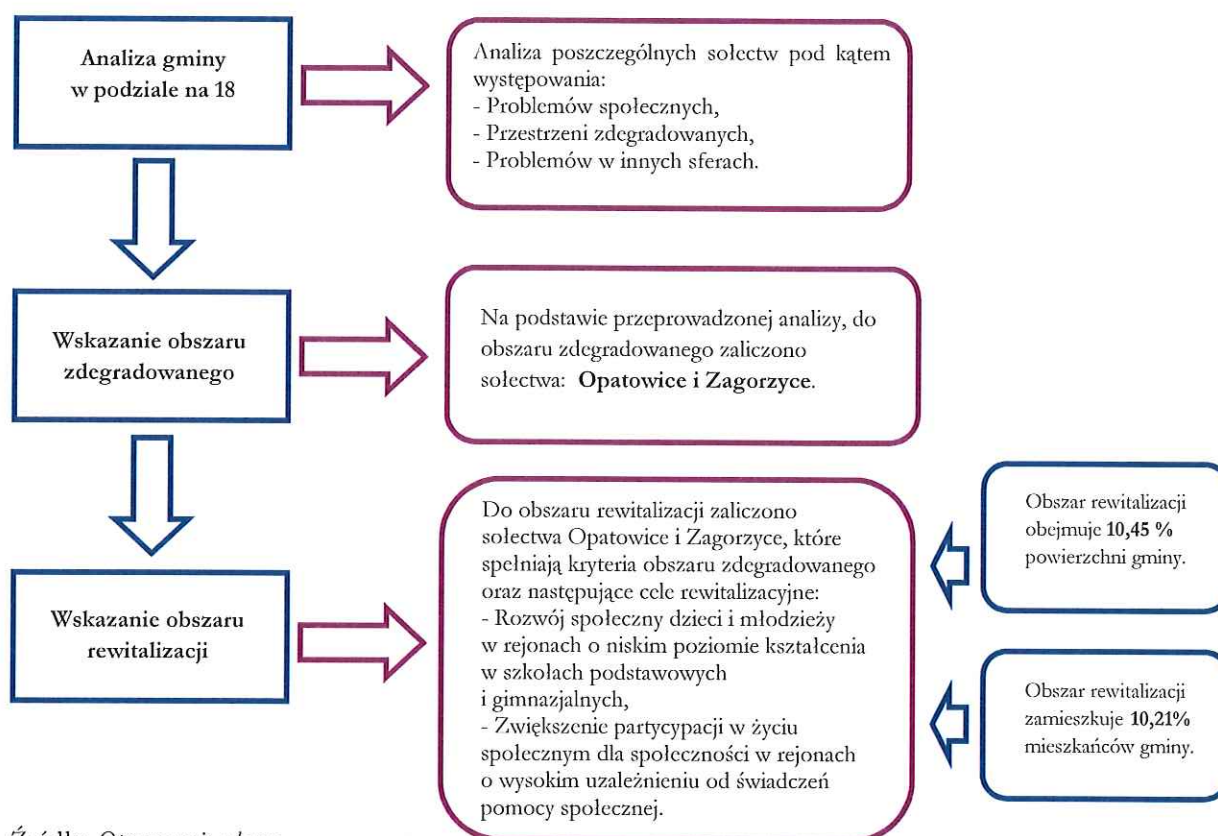 Analiza gminy
w podziale na 18
Analiza poszczególnych sołectw pod kątem
występowania:
- Problemów społecznych,
- Przestrzeni zdegradowanych,
- Problemów w innych sferach.
Wskazanie obszaru
zdegradowanego
Na podstawie przeprowadzonej analizy, do
obszaru zdegradowanego zaliczono
sołectwa: Opatowice i Zagorzyce.
Wskazanie obszaru
rewitalizacji
Do obszaru rewitalizacji zaliczono
sołectwa Opatowice i Zagorzyce, które
spełniają kryteria obszaru zdegradowanego
oraz następujące cele rewitalizacyjne:
- Rozwój społeczny dzieci i młodzieży
w rejonach o niskim poziomie kształcenia
w szkołach podstawowych
i gimnazjalnych,
- Zwiększenie partycypacji w życiu
społecznym dla społeczności w rejonach
o wysokim uzależnieniu od świadczeń
pomocy społecznej.
Obszar rewitalizacji
obejmuje 10,45 %
powierzchni gminy.
Obszar rewitalizacji
zamieszkuje 10,21%
mieszkańców gminy.